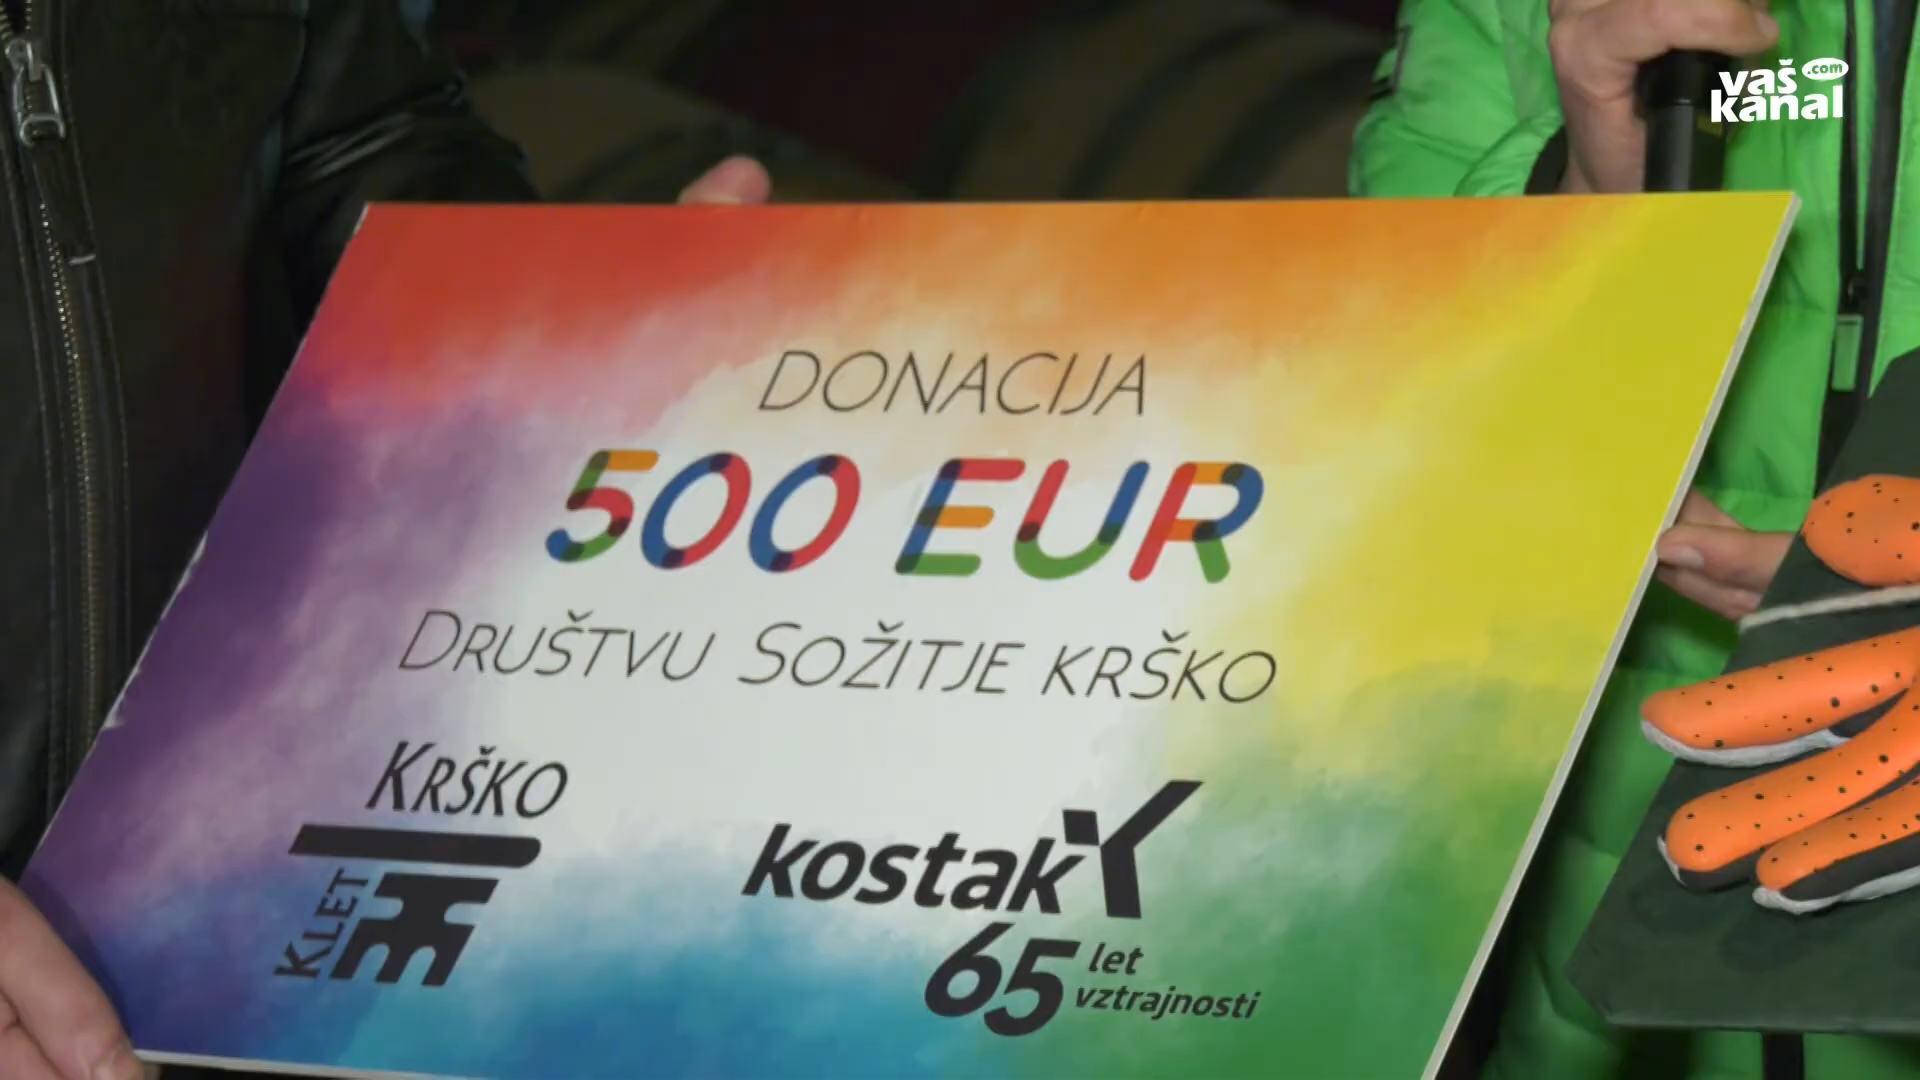 vaš.com
kanal
DONACIJA
500 EUR
DRUŠTVU SOŽITJE KRŠKO
KRŠKO
KLET
kostak
65 let
vztrajnosti